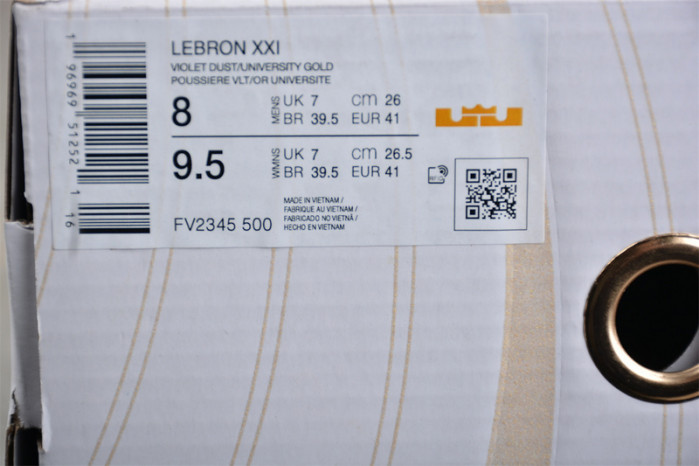 LEBRON XXI
VIOLET DUST/UNIVERSITY GOLD
POUSSIERE VLT/OR UNIVERSITE
8 MENS UK 7 cm 26
BR 39.5 EUR 41
9.5 WMNS UK 7 cm 26.5
BR 39.5 EUR 41
FV2345 500
MADE IN VIETNAM /
FABRIQUE AU VIETNAM /
FABRICADO NO VIETNÃ /
HECHO EN VIETNAM
1 96969 51252 1 16